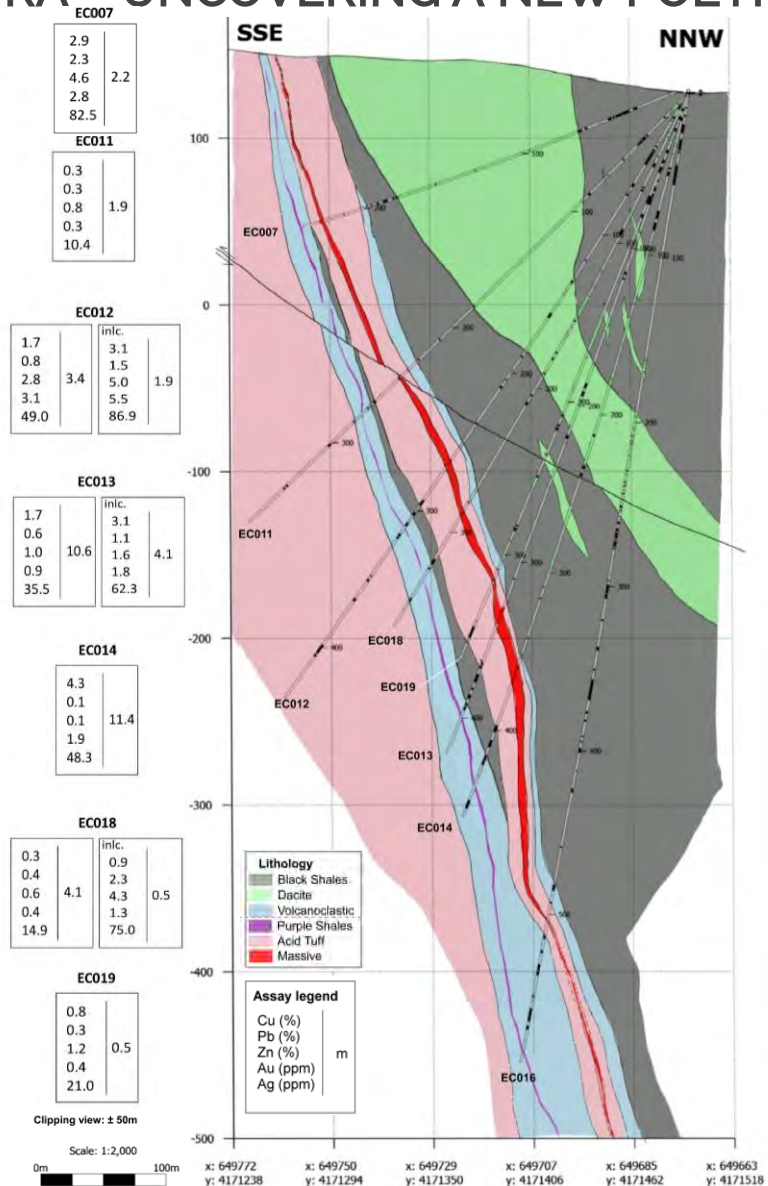 UNCOVERING A NEW
SSE
NNW
EC007
2.9
2.3
4.6
2.8
82.5
2.2
EC011
0.3
0.3
0.8
0.3
10.4
1.9
EC012
1.7
0.8
2.8
3.1
49.0
3.4
inlc.
3.1
1.5
5.0
5.5
86.9
1.9
EC013
1.7
0.6
1.0
0.9
35.5
10.6
inlc.
3.1
1.1
1.6
1.8
62.3
4.1
EC014
4.3
0.1
0.1
1.9
48.3
11.4
EC018
0.3
0.4
0.6
0.4
14.9
4.1
inlc.
0.9
2.3
4.3
1.3
75.0
0.5
EC019
0.8
0.3
1.2
0.4
21.0
0.5
Clipping view: ± 50m
Scale: 1:2,000
0m 100m
100
0
-100
-200
-300
-400
-500
EC007
EC011
EC018
EC019
EC012
EC013
EC014
EC016
Lithology
Black Shales
Dacite
Volcanoclastic
Purple Shales
Acid Tuff
Massive
Assay legend
Cu (%)
Pb (%)
Zn (%)
Au (ppm)
Ag (ppm)
m
x: 649772 x: 649750 x: 649729 x: 649707 x: 649685 x: 649663
y: 4171238 y: 4171294 y: 4171350 y: 4171406 y: 4171462 y: 4171518